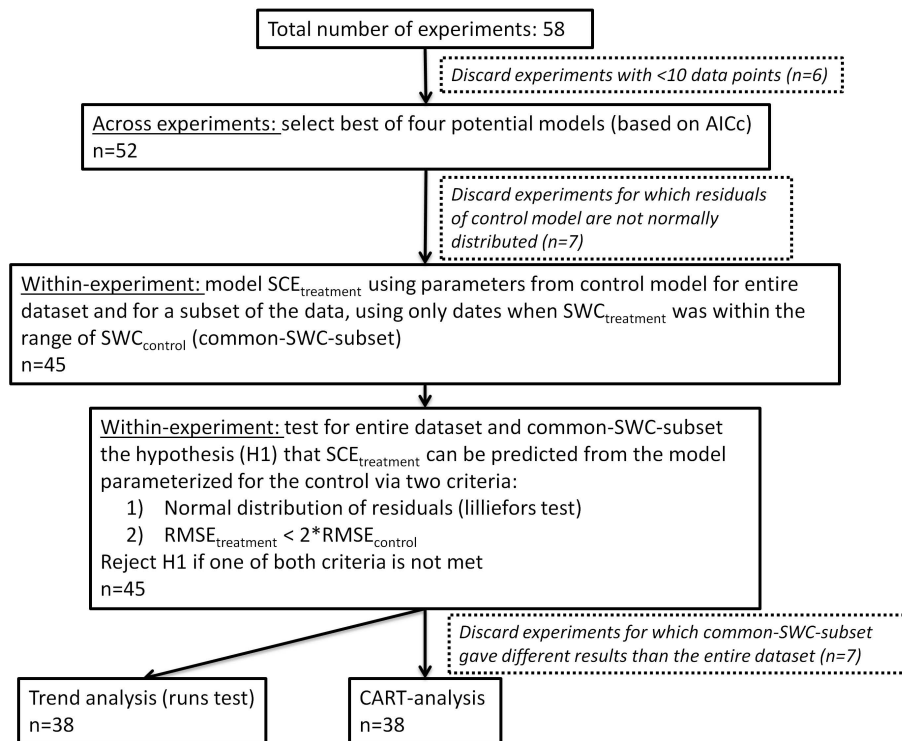 Total number of experiments: 58
Discard experiments with <10 data points (n=6)
Across experiments: select best of four potential models (based on AICc)
n=52
Discard experiments for which residuals
of control model are not normally
distributed (n=7)
Within-experiment: model SCEtreatment using parameters from control model for entire
dataset and for a subset of the data, using only dates when SWCtreatment was within the
range of SWCcontrol (common-SWC-subset)
n=45
Within-experiment: test for entire dataset and common-SWC-subset
the hypothesis (H1) that SCEtreatment can be predicted from the model
parameterized for the control via two criteria:
1) Normal distribution of residuals (lilliefors test)
2) RMSEtreatment < 2*RMSEcontrol
Reject H1 if one of both criteria is not met
n=45
Discard experiments for which common-SWC-subset
gave different results than the entire dataset (n=7)
Trend analysis (runs test)
n=38
CART-analysis
n=38